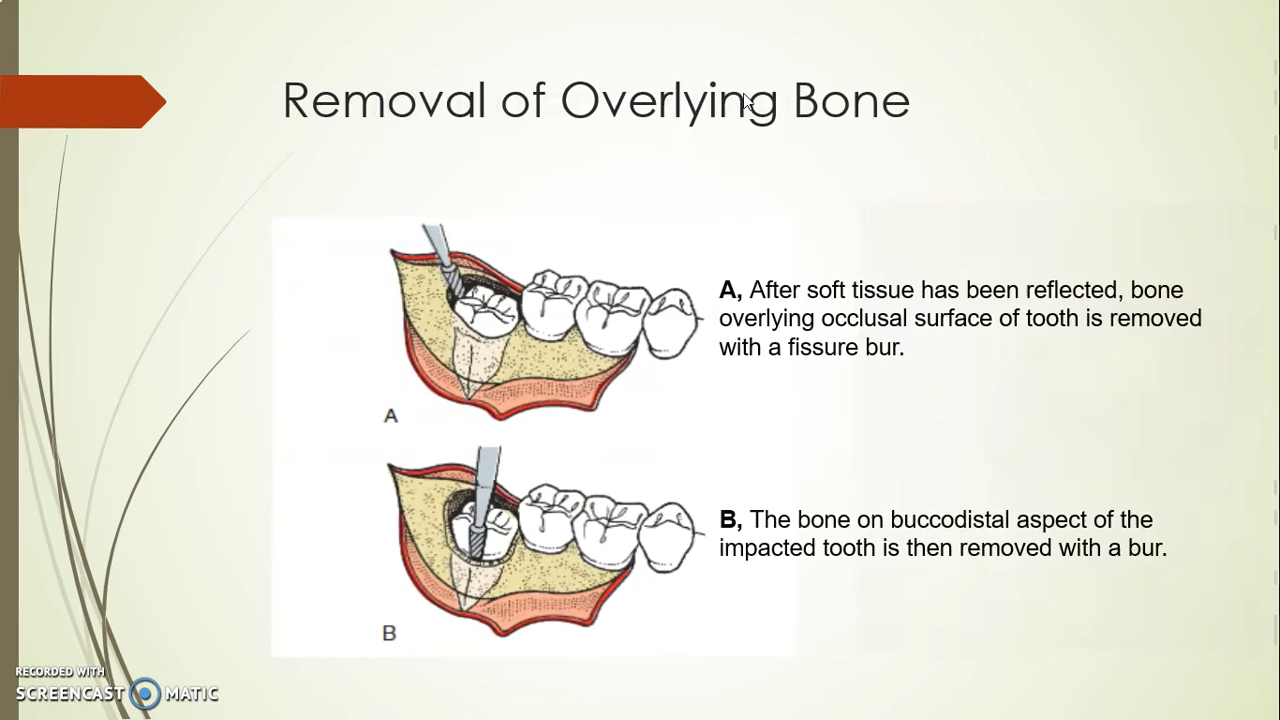 Removal of Overlying Bone
A, After soft tissue has been reflected, bone
overlying occlusal surface of tooth is removed
with a fissure bur.
A
B, The bone on buccodistal aspect of the
impacted tooth is then removed with a bur.
B
RECORDED WITH
SCREENCAST MATIC